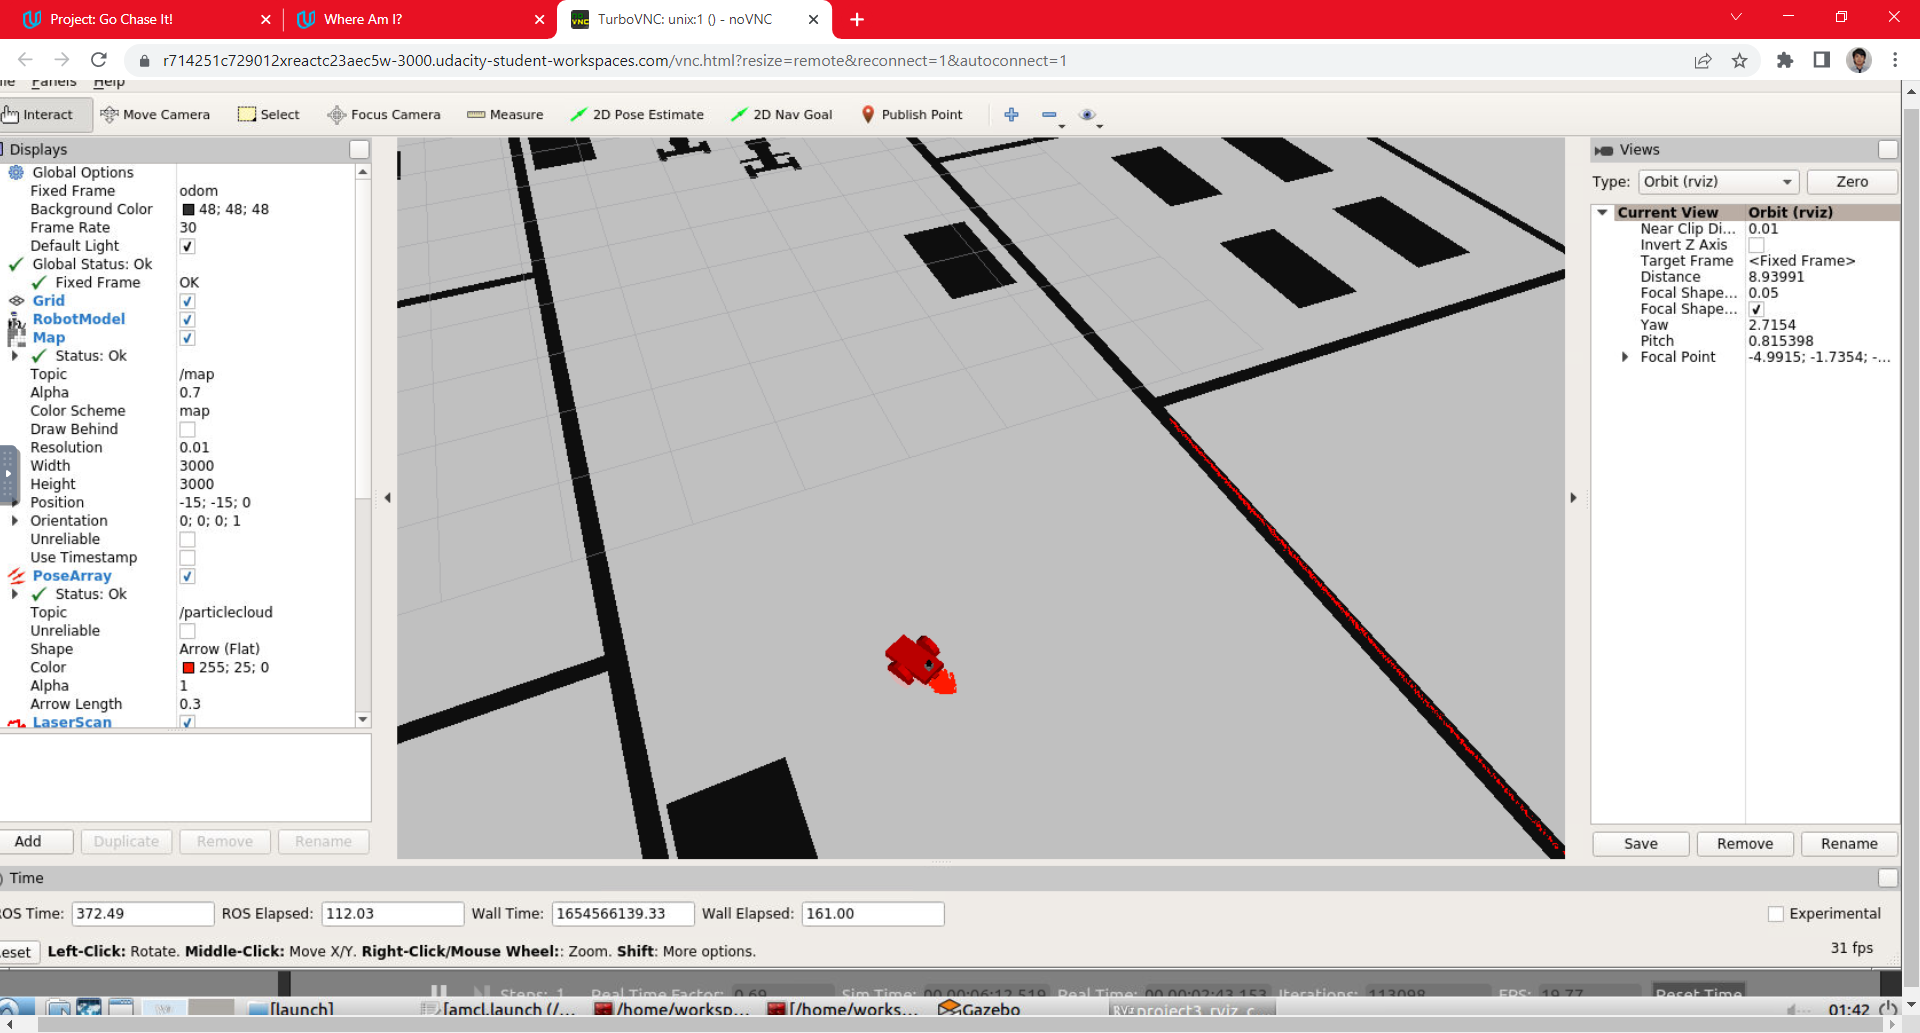 Project: Go Chase It!
Where Am I?
TurboVNC: unix:1 () - noVNC
r714251c729012xreactc23aec5w-3000.udacity-student-workspaces.com/vnc.html?resize=remote&reconnect=1&autoconnect=1
Panels Help
Interact Move Camera Select Focus Camera Measure 2D Pose Estimate 2D Nav Goal Publish Point
Displays
Global Options
Fixed Frame odom
Background Color 48; 48; 48
Frame Rate 30
Default Light
Global Status: Ok
Fixed Frame OK
Grid
RobotModel
Map
Status: Ok
Topic /map
Alpha 0.7
Color Scheme map
Draw Behind
Resolution 0.01
Width 3000
Height 3000
Position -15; -15; 0
Orientation 0; 0; 0; 1
Unreliable
Use Timestamp
PoseArray
Status: Ok
Topic /particlecloud
Unreliable
Shape Arrow (Flat)
Color 255; 25; 0
Alpha 1
Arrow Length 0.3
LaserScan
Add Duplicate Remove Rename
Views
Type: Orbit (rviz) Zero
Current View Orbit (rviz)
Near Clip Di... 0.01
Invert Z Axis
Target Frame <Fixed Frame>
Distance 8.93991
Focal Shape... 0.05
Focal Shape...
Yaw 2.7154
Pitch 0.815398
Focal Point -4.9915; -1.7354; -...
Save Remove Rename
Time
ROS Time: 372.49 ROS Elapsed: 112.03 Wall Time: 1654566139.33 Wall Elapsed: 161.00 Experimental
eset Left-Click: Rotate. Middle-Click: Move X/Y. Right-Click/Mouse Wheel:: Zoom. Shift: More options. 31 fps
Steps: 1 Real Time Factor: 0.69 Sim Time: 00 00:06:12.519 Real Time: 00 00:02:43.153 Iterations: 113098 FPS: 19.77 Reset Time
[launch] [amcl.launch (/... /home/worksp... [/home/works... Gazebo project3_rviz_c... 01:42